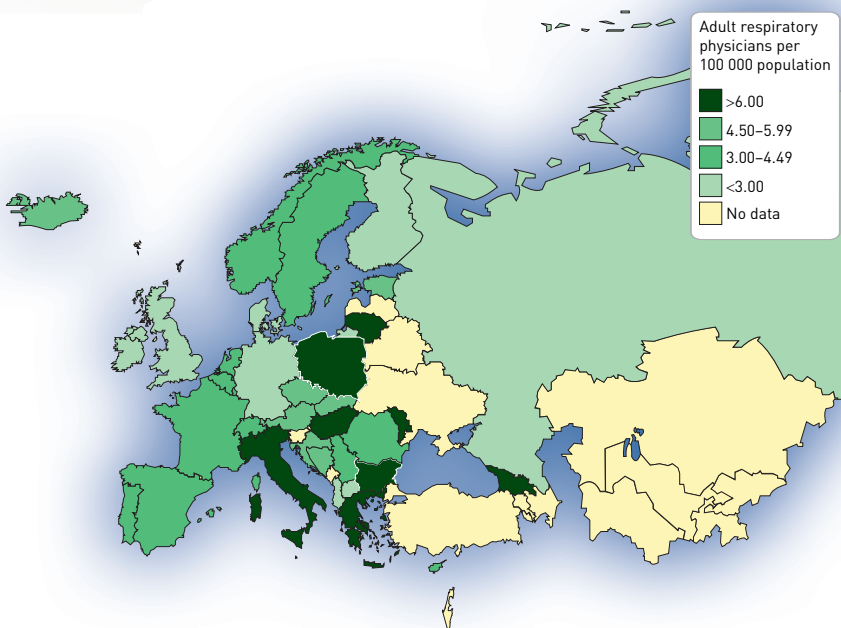 Adult respiratory
physicians per
100 000 population
>6.00
4.50–5.99
3.00–4.49
<3.00
No data